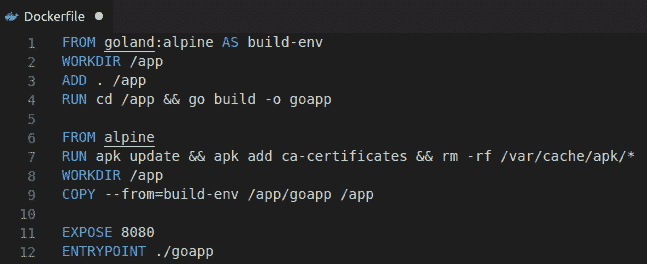 Dockerfile
1 FROM goland:alpine AS build-env
2 WORKDIR /app
3 ADD . /app
4 RUN cd /app && go build -o goapp
5
6 FROM alpine
7 RUN apk update && apk add ca-certificates && rm -rf /var/cache/apk/*
8 WORKDIR /app
9 COPY --from=build-env /app/goapp /app
10
11 EXPOSE 8080
12 ENTRYPOINT ./goapp